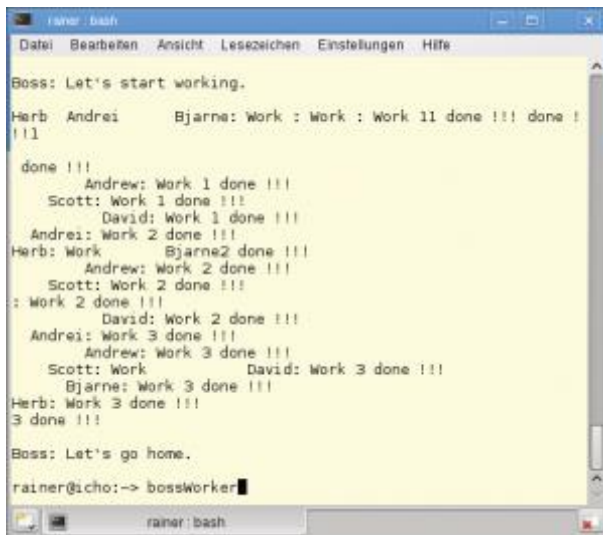 rainer : bash
Datei Bearbeiten Ansicht Lesezeichen Einstellungen Hilfe
Boss: Let's start working.
Herb Andrei Bjarne: Work : Work : Work 11 done !!! done !
!!1
done !!!
Andrew: Work 1 done !!!
Scott: Work 1 done !!!
David: Work 1 done !!!
Andrei: Work 2 done !!!
Herb: Work Bjarne2 done !!!
Andrew: Work 2 done !!!
Scott: Work 2 done !!!
: Work 2 done !!!
David: Work 2 done !!!
Andrei: Work 3 done !!!
Andrew: Work 3 done !!!
Scott: Work David: Work 3 done !!!
Bjarne: Work 3 done !!!
Herb: Work 3 done !!!
3 done !!!
Boss: Let's go home.
rainer@icho:~> bossWorker
rainer : bash